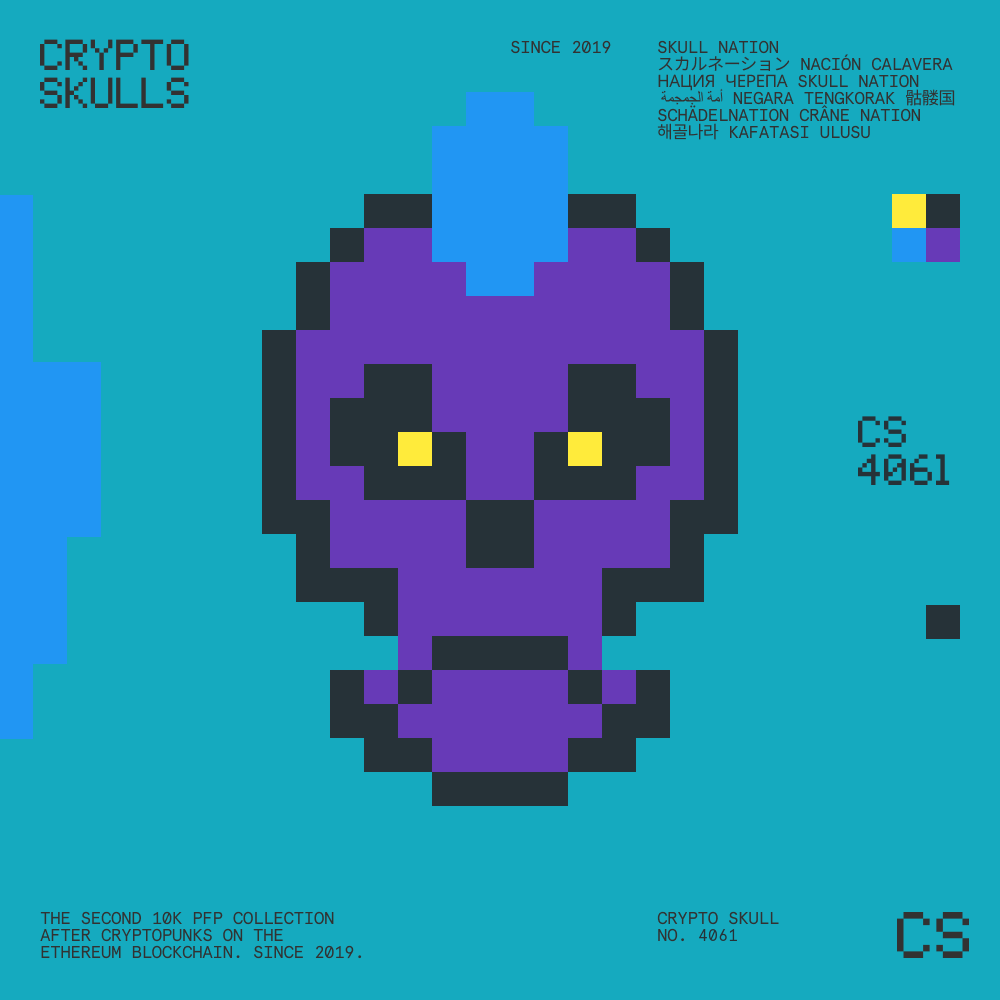 CRYPTO
SKULLS
SINCE 2019
SKULL NATION
スカルネーション NACIÓN CALAVERA
НАЦИЯ ЧЕРЕПА SKULL NATION
أمة الجمجمة NEGARA TENGKORAK 骷髅国
SCHÄDELNATION CRÂNE NATION
해골나라 KAFATASI ULUSU
CS
4061
THE SECOND 10K PFP COLLECTION
AFTER CRYPTOPUNKS ON THE
ETHEREUM BLOCKCHAIN. SINCE 2019.
CRYPTO SKULL
NO. 4061
CS